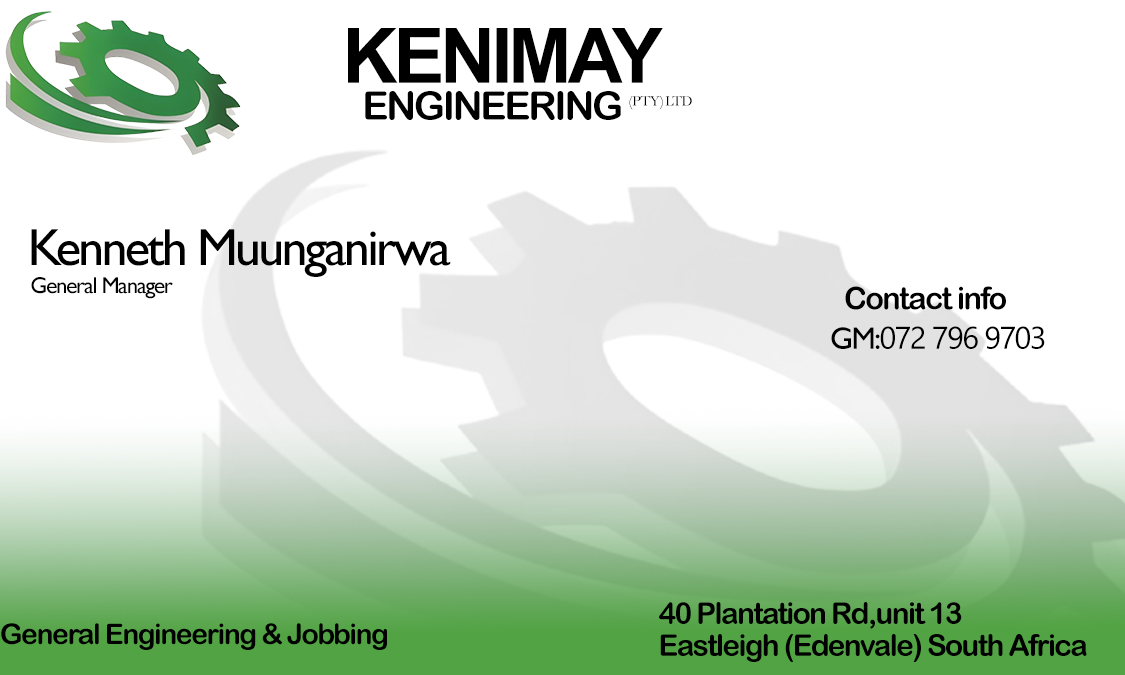 KENIMAY
ENGINEERING (PTY) LTD
Kenneth Muunganirwa
General Manager
Contact info
GM:072 796 9703
General Engineering & Jobbing
40 Plantation Rd,unit 13
Eastleigh (Edenvale) South Africa